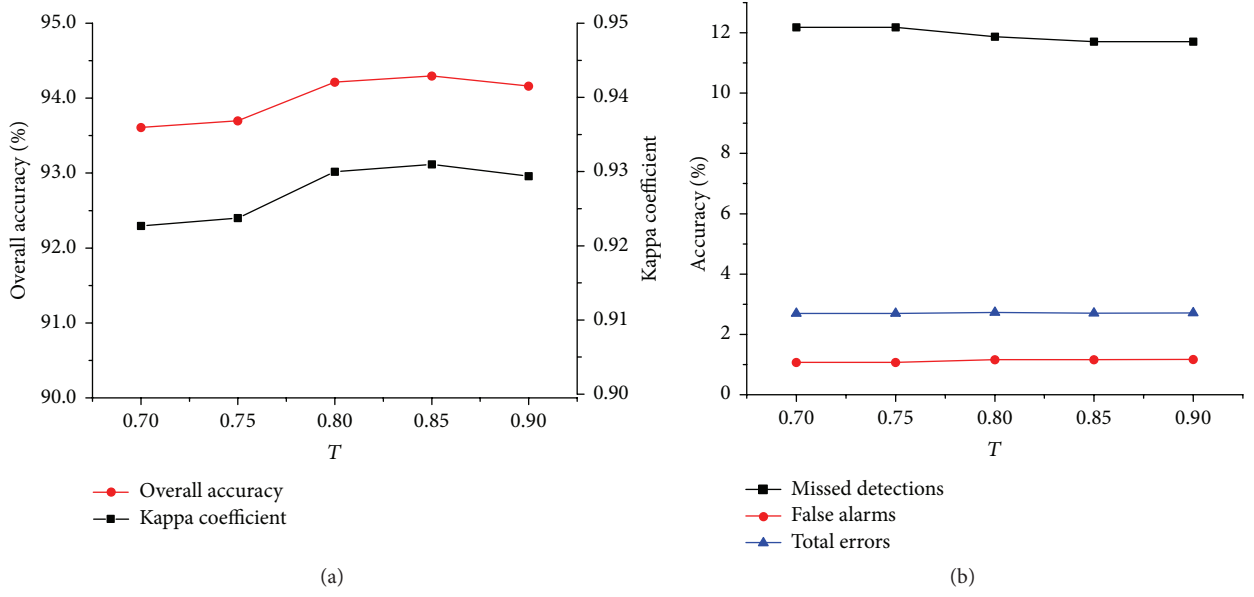 95.0
94.0
93.0
92.0
91.0
90.0
Overall accuracy (%)
0.95
0.94
0.93
0.92
0.91
0.90
Kappa coefficient
0.70 0.75 0.80 0.85 0.90
T
Overall accuracy
Kappa coefficient
(a)
12
10
8
6
4
2
0
Accuracy (%)
0.70 0.75 0.80 0.85 0.90
T
Missed detections
False alarms
Total errors
(b)